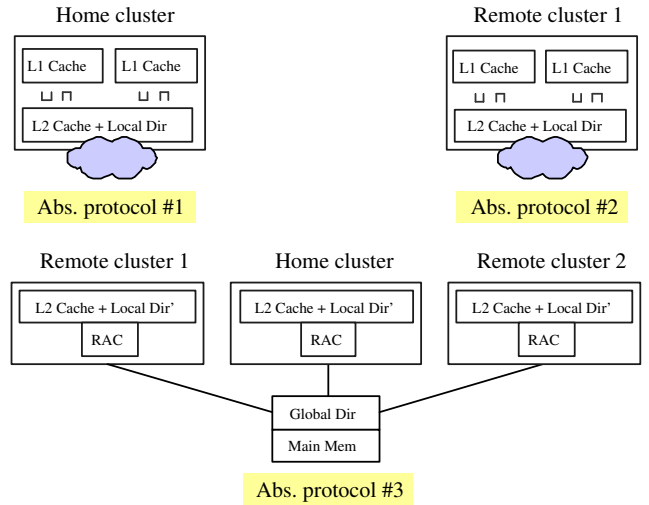 Home cluster
Remote cluster 1
L1 Cache
L1 Cache
L1 Cache
L1 Cache
L2 Cache + Local Dir
L2 Cache + Local Dir
Abs. protocol #1
Abs. protocol #2
Remote cluster 1
Home cluster
Remote cluster 2
L2 Cache + Local Dir’
L2 Cache + Local Dir’
L2 Cache + Local Dir’
RAC
RAC
RAC
Global Dir
Main Mem
Abs. protocol #3